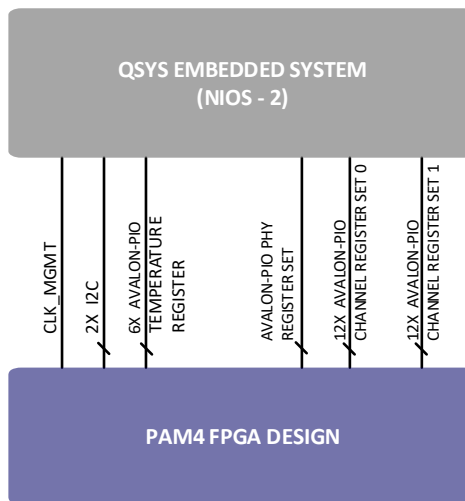 QSYS EMBEDDED SYSTEM
(NIOS - 2)
CLK_MGMT
2X I2C
6X AVALON-PIO
TEMPERATURE
REGISTER
AVALON-PIO PHY
REGISTER SET
12X AVALON-PIO
CHANNEL REGISTER SET 0
12X AVALON-PIO
CHANNEL REGISTER SET 1
PAM4 FPGA DESIGN